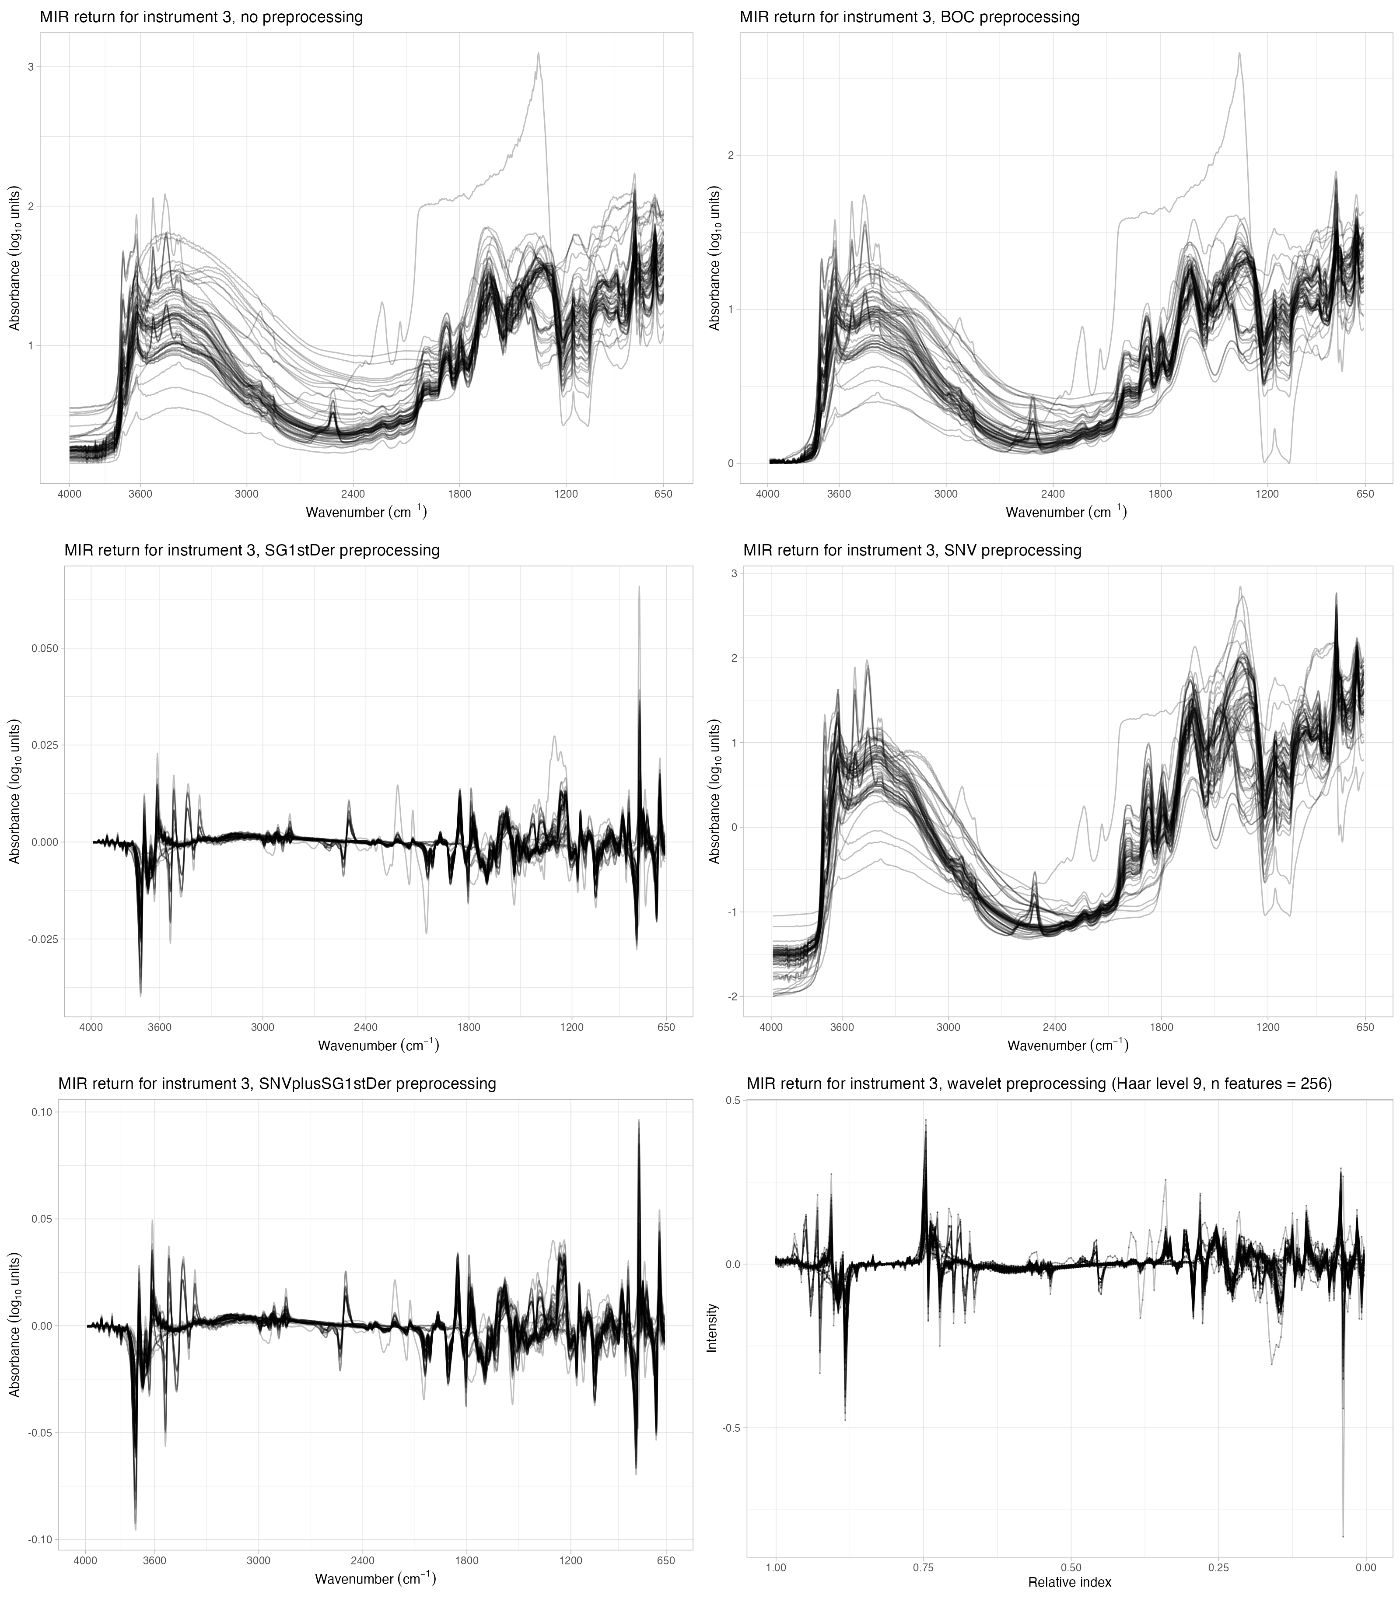 MIR return for instrument 3, no preprocessing
3
2
1
Absorbance (log₁₀ units)
4000 3600 3000 2400 1800 1200 650
Wavenumber (cm ¹)
MIR return for instrument 3, BOC preprocessing
2
1
0
Absorbance (log₁₀ units)
4000 3600 3000 2400 1800 1200 650
Wavenumber (cm ¹)
MIR return for instrument 3, SG1stDer preprocessing
0.050
0.025
0.000
-0.025
Absorbance (log₁₀ units)
4000 3600 3000 2400 1800 1200 650
Wavenumber (cm⁻¹)
MIR return for instrument 3, SNV preprocessing
3
2
1
0
-1
-2
Absorbance (log₁₀ units)
4000 3600 3000 2400 1800 1200 650
Wavenumber (cm⁻¹)
MIR return for instrument 3, SNVplusSG1stDer preprocessing
0.10
0.05
0.00
-0.05
-0.10
Absorbance (log₁₀ units)
4000 3600 3000 2400 1800 1200 650
Wavenumber (cm⁻¹)
MIR return for instrument 3, wavelet preprocessing (Haar level 9, n features = 256)
0.5
0.0
-0.5
Intensity
1.00 0.75 0.50 0.25 0.00
Relative index